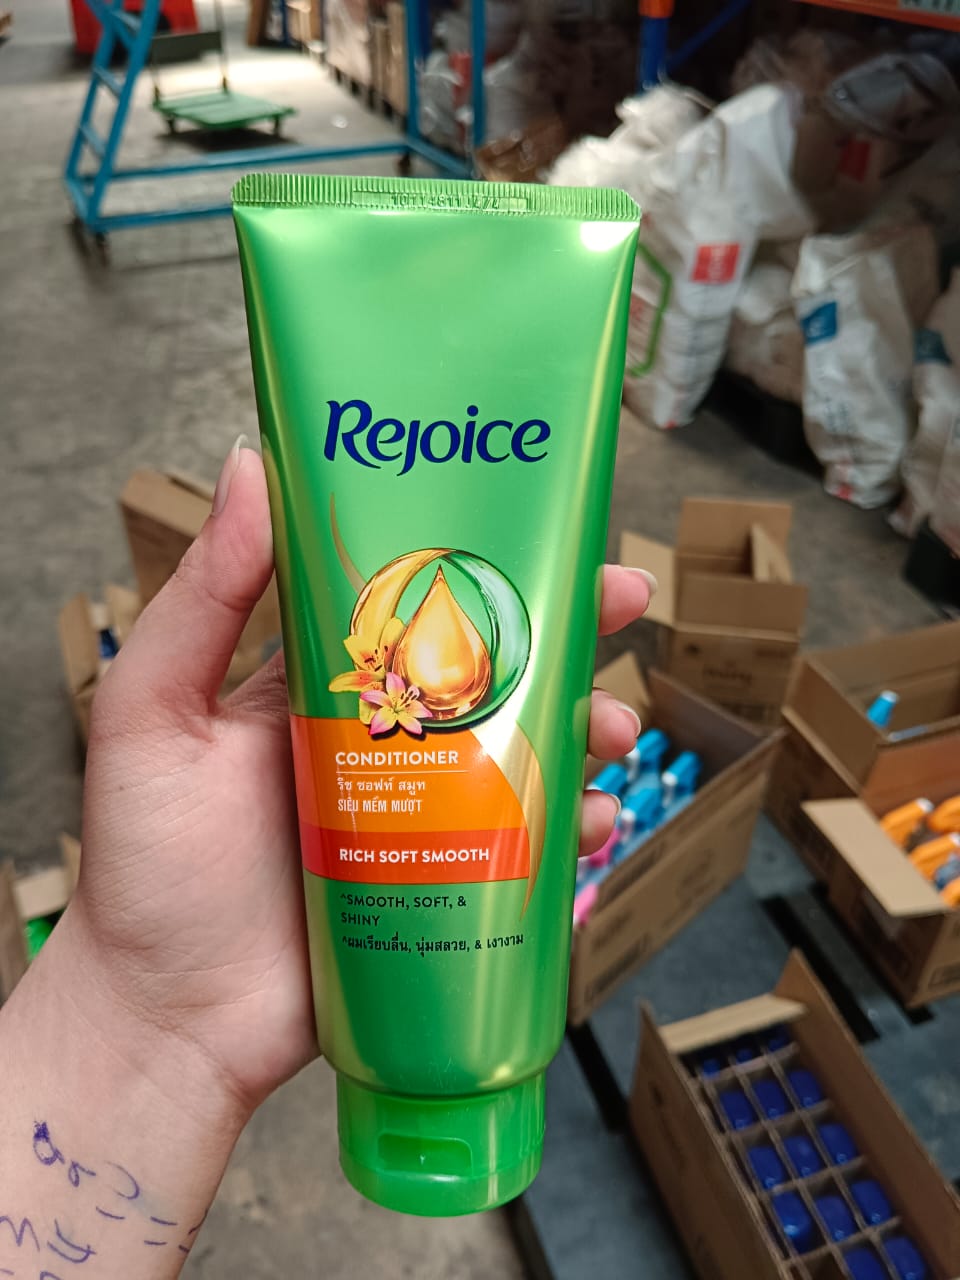 Rejoice
CONDITIONER
ริช ซอฟท์ สมูท
SIÊU MỀM MƯỢT
RICH SOFT SMOOTH
^SMOOTH, SOFT, &
SHINY
^ผมเรียบลื่น, นุ่มสลวย, & เงางาม